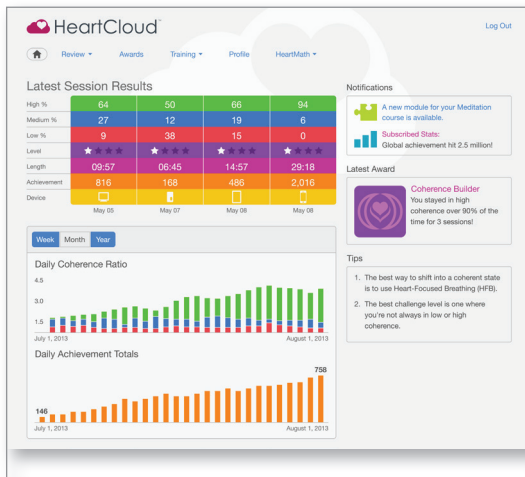 HeartCloud
Log Out
Review Awards Training Profile HeartMath
Latest Session Results
High % 64 50 66 94
Medium % 27 12 19 6
Low % 9 38 15 0
Level
Length 09:57 06:45 14:57 29:18
Achievement 816 168 486 2,016
Device
May 05 May 07 May 08 May 08
Week Month Year
Daily Coherence Ratio
4.5
3.0
1.5
July 1, 2013 August 1, 2013
Daily Achievement Totals
758
146
July 1, 2013 August 1, 2013
Notifications
A new module for your Meditation
course is available.
Subscribed Stats:
Global achievement hit 2.5 million!
Latest Award
Coherence Builder
You stayed in high
coherence over 90% of the
time for 3 sessions!
Tips
1. The best way to shift into a coherent state
is to use Heart-Focused Breathing (HFB).
2. The best challenge level is one where
you're not always in low or high
coherence.